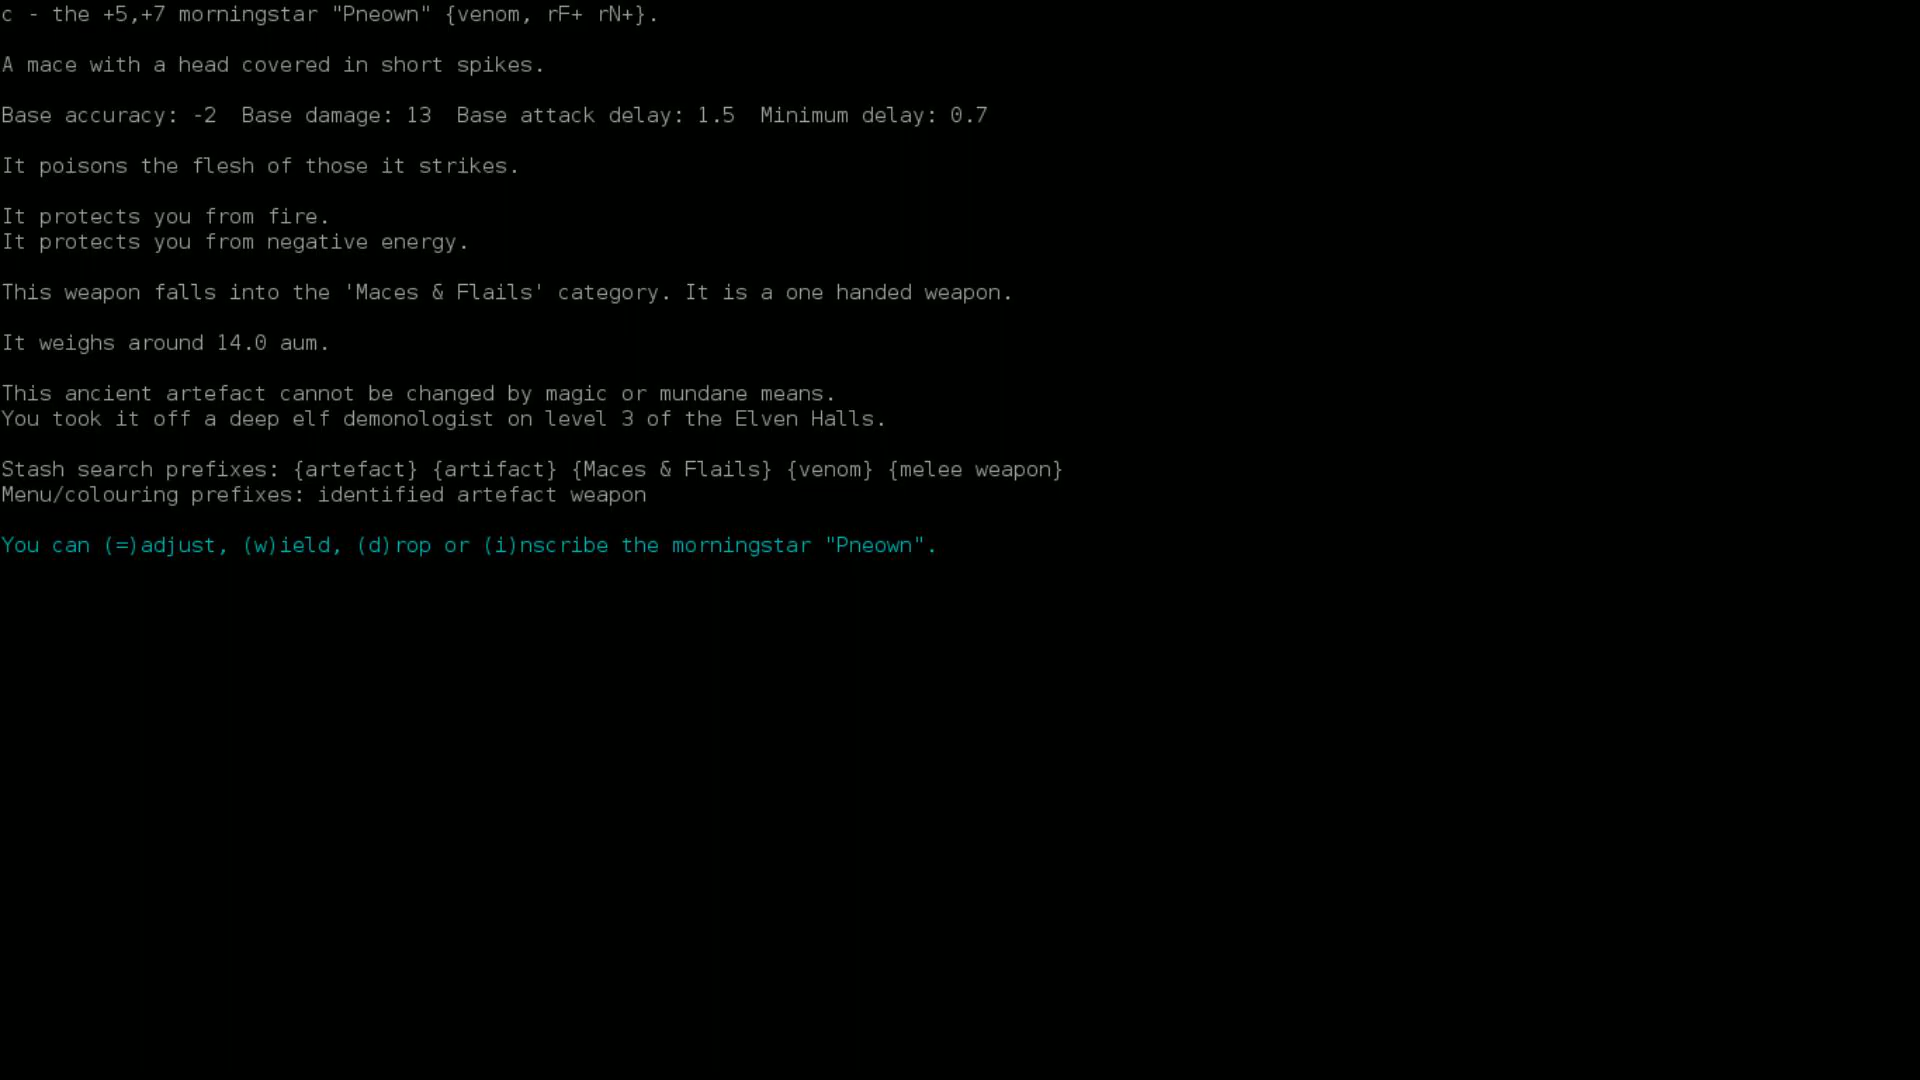 c - the +5,+7 morningstar "Pneown" {venom, rF+ rN+}.
A mace with a head covered in short spikes.
Base accuracy: -2  Base damage: 13  Base attack delay: 1.5  Minimum delay: 0.7
It poisons the flesh of those it strikes.
It protects you from fire.
It protects you from negative energy.
This weapon falls into the 'Maces & Flails' category. It is a one handed weapon.
It weighs around 14.0 aum.
This ancient artefact cannot be changed by magic or mundane means.
You took it off a deep elf demonologist on level 3 of the Elven Halls.
Stash search prefixes: {artefact} {artifact} {Maces & Flails} {venom} {melee weapon}
Menu/colouring prefixes: identified artefact weapon
You can (=)adjust, (w)ield, (d)rop or (i)nscribe the morningstar "Pneown".